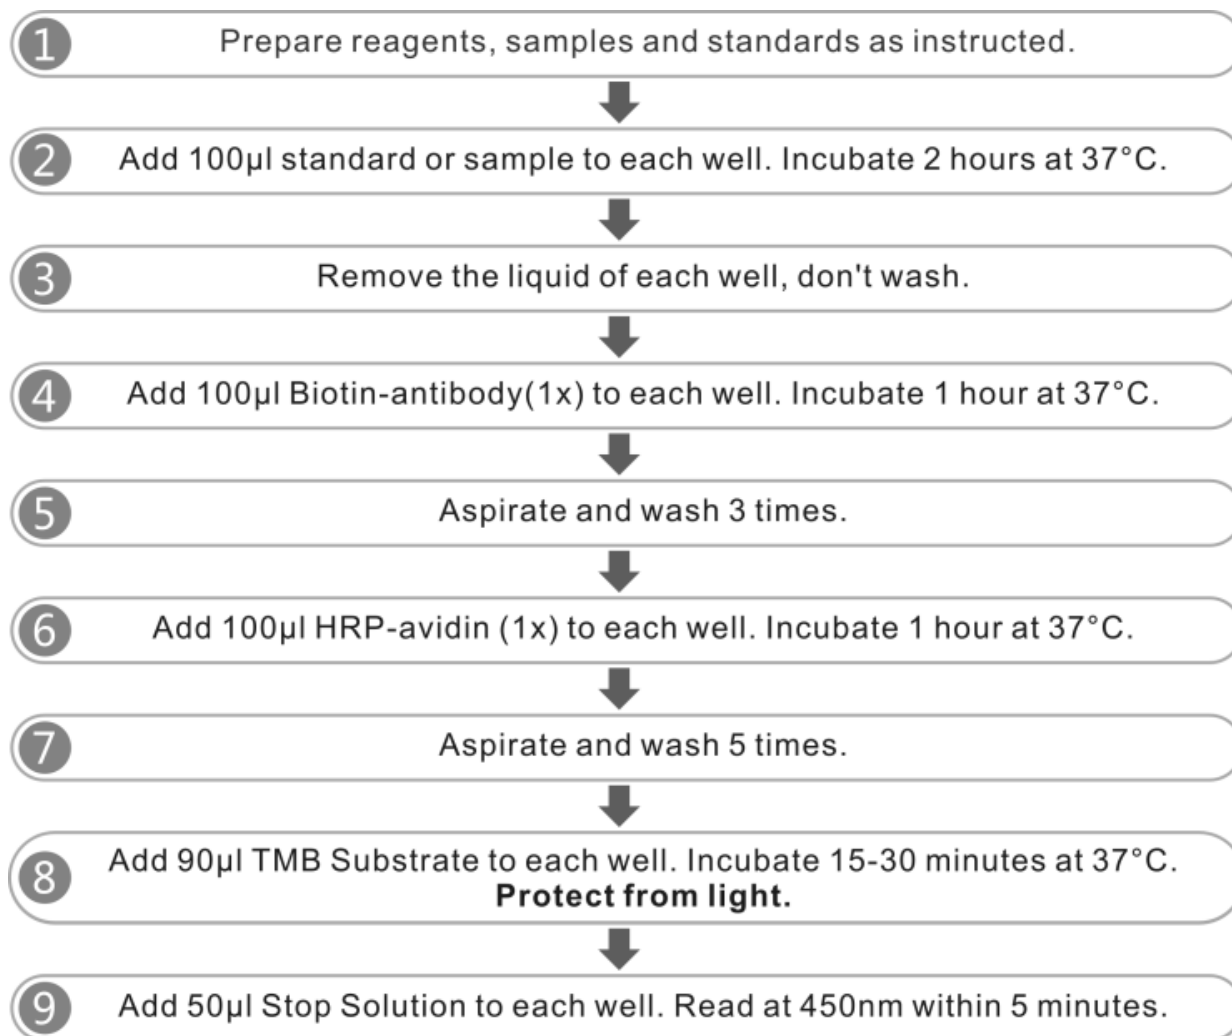 1 Prepare reagents, samples and standards as instructed.
2 Add 100μl standard or sample to each well. Incubate 2 hours at 37°C.
3 Remove the liquid of each well, don't wash.
4 Add 100μl Biotin-antibody(1x) to each well. Incubate 1 hour at 37°C.
5 Aspirate and wash 3 times.
6 Add 100μl HRP-avidin (1x) to each well. Incubate 1 hour at 37°C.
7 Aspirate and wash 5 times.
8 Add 90μl TMB Substrate to each well. Incubate 15-30 minutes at 37°C.
Protect from light.
9 Add 50μl Stop Solution to each well. Read at 450nm within 5 minutes.